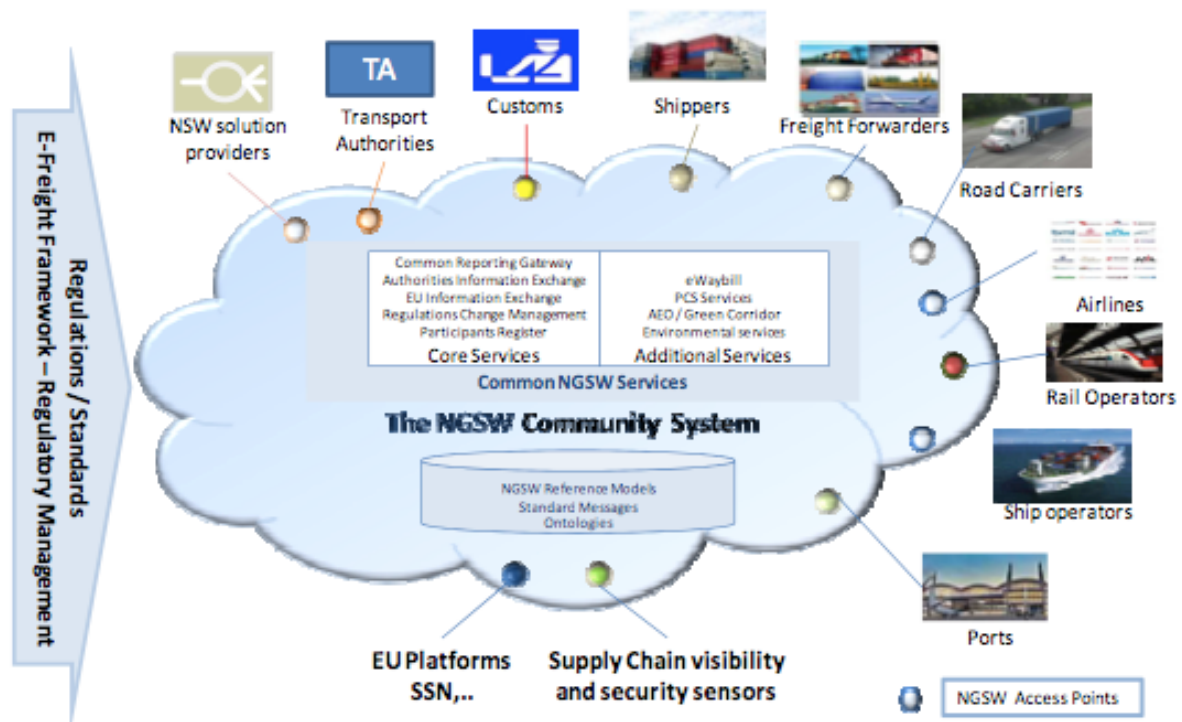 E-Freight Framework – Regulatory Management
Regulations / Standards
NSW solution
providers
TA
Transport
Authorities
Customs
Shippers
Freight Forwarders
Road Carriers
Airlines
Rail Operators
Ship operators
Ports
Common Reporting Gateway
Authorities Information Exchange
EU Information Exchange
Regulations Change Management
Participants Register
Core Services
eWaybill
PCS Services
AEO / Green Corridor
Environmental services
Additional Services
Common NGSW Services
The NGSW Community System
NGSW Reference Models
Standard Messages
Ontologies
EU Platforms
SSN,..
Supply Chain visibility
and security sensors
NGSW Access Points